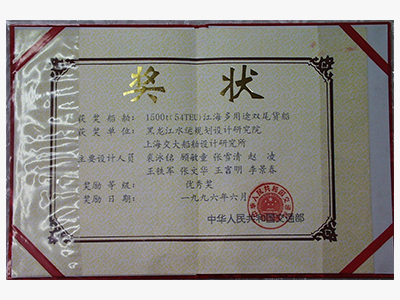 奖 状
获奖船舶： 1500t(54TEU)江海多用途双尾货船
获奖单位： 黑龙江水运规划设计研究院
上海交大船舶设计研究所
主要设计人员 袁泳铭 顾敏童 张雪清 赵 凌
王铁军 张文华 王富明 李景春
奖励等级： 优秀奖
奖励日期： 一九九六年六月
中华人民共和国交通部